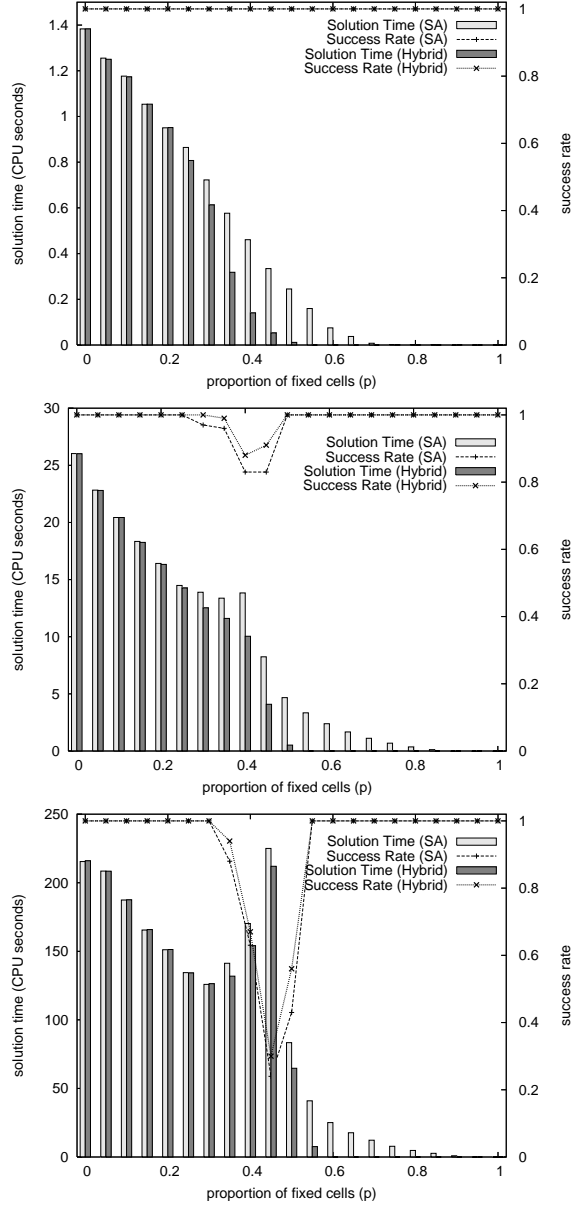 Solution Time (SA)
Success Rate (SA)
Solution Time (Hybrid)
Success Rate (Hybrid)
solution time (CPU seconds)
1.4
1.2
1
0.8
0.6
0.4
0.2
0
1
0.8
0.6
0.4
0.2
0
success rate
0 0.2 0.4 0.6 0.8 1
proportion of fixed cells (p)
Solution Time (SA)
Success Rate (SA)
Solution Time (Hybrid)
Success Rate (Hybrid)
solution time (CPU seconds)
30
25
20
15
10
5
0
1
0.8
0.6
0.4
0.2
0
success rate
0 0.2 0.4 0.6 0.8 1
proportion of fixed cells (p)
Solution Time (SA)
Success Rate (SA)
Solution Time (Hybrid)
Success Rate (Hybrid)
solution time (CPU seconds)
250
200
150
100
50
0
1
0.8
0.6
0.4
0.2
0
success rate
0 0.2 0.4 0.6 0.8 1
proportion of fixed cells (p)